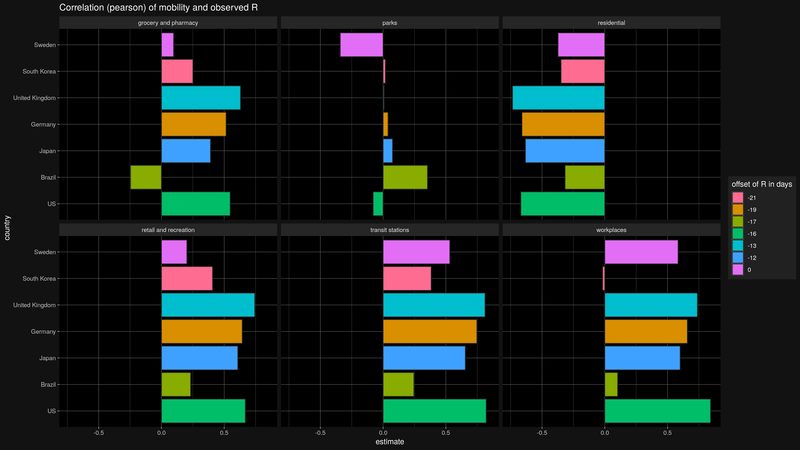 Correlation (pearson) of mobility and observed R
grocery and pharmacy
parks
residential
Sweden
South Korea
United Kingdom
Germany
Japan
Brazil
US
retail and recreation
transit stations
workplaces
Sweden
South Korea
United Kingdom
Germany
Japan
Brazil
US
-0.5 0.0 0.5
-0.5 0.0 0.5
-0.5 0.0 0.5
estimate
country
offset of R in days
-21
-19
-17
-16
-13
-12
0